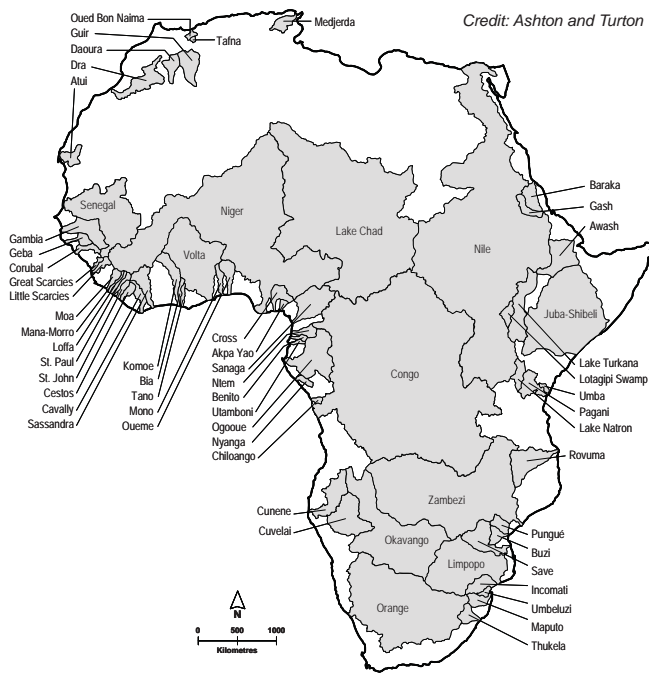 Credit: Ashton and Turton
Oued Bon Naima
Guir
Daoura
Dra
Atui
Tafna
Medjerda
Senegal
Niger
Volta
Lake Chad
Nile
Baraka
Gash
Awash
Juba-Shibeli
Gambia
Geba
Corubal
Great Scarcies
Little Scarcies
Moa
Mana-Morro
Loffa
St. Paul
St. John
Cestos
Cavally
Sassandra
Komoe
Bia
Tano
Mono
Oueme
Cross
Akpa Yao
Sanaga
Ntem
Benito
Utamboni
Ogooue
Nyanga
Chiloango
Congo
Lake Turkana
Lotagipi Swamp
Umba
Pagani
Lake Natron
Rovuma
Zambezi
Cunene
Cuvelai
Okavango
Limpopo
Orange
Pungué
Buzi
Save
Incomati
Umbeluzi
Maputo
Thukela
N
0 500 1000
Kilometres